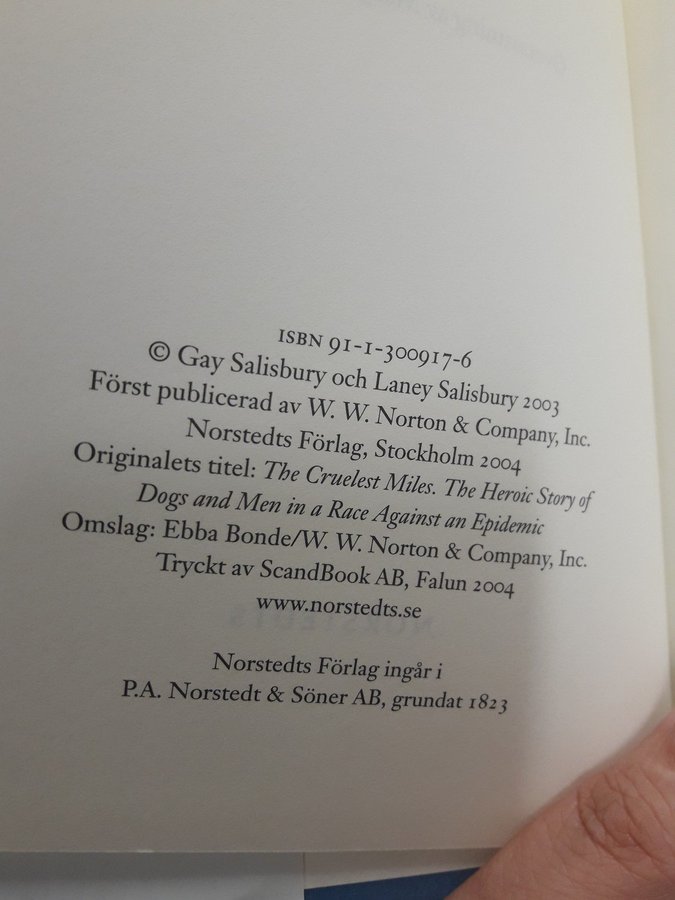 ISBN 91-1-300917-6
© Gay Salisbury och Laney Salisbury 2003
Först publicerad av W. W. Norton & Company, Inc.
Norstedts Förlag, Stockholm 2004
Originalets titel: The Cruelest Miles. The Heroic Story of
Dogs and Men in a Race Against an Epidemic
Omslag: Ebba Bonde/W. W. Norton & Company, Inc.
Tryckt av ScandBook AB, Falun 2004
www.norstedts.se
Norstedts Förlag ingår i
P.A. Norstedt & Söner AB, grundat 1823